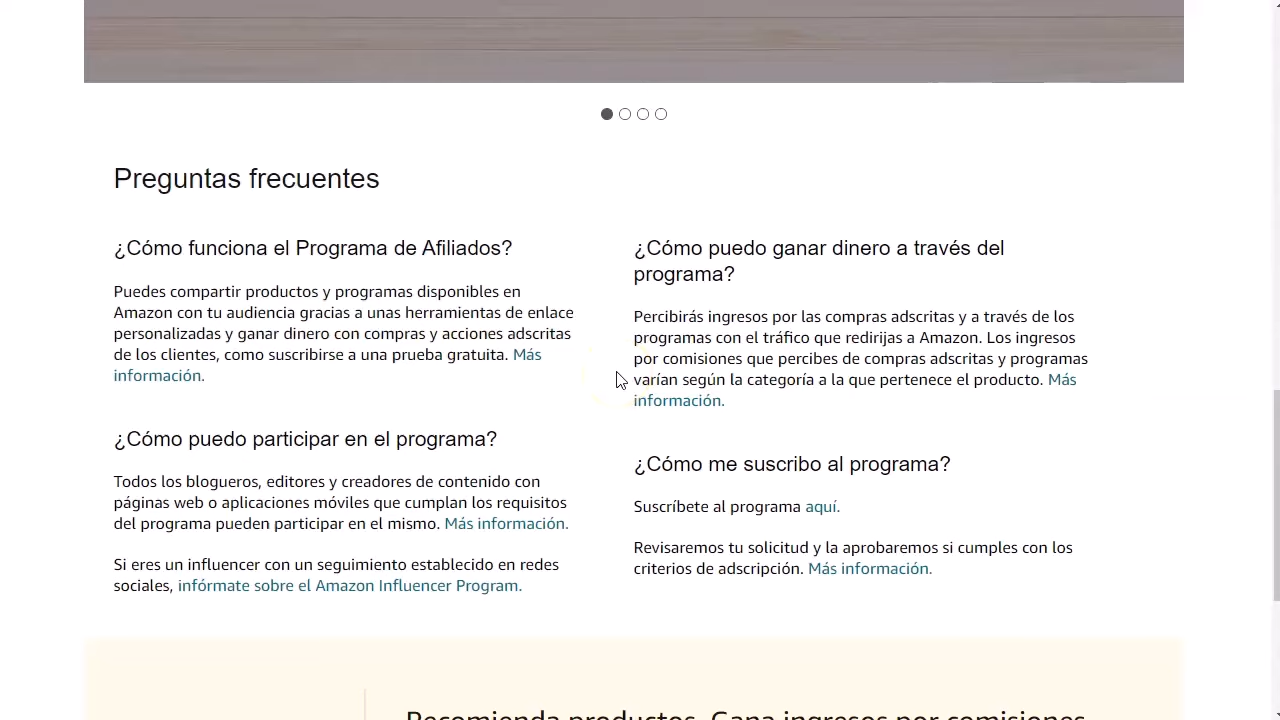 Preguntas frecuentes
¿Cómo funciona el Programa de Afiliados?
Puedes compartir productos y programas disponibles en
Amazon con tu audiencia gracias a unas herramientas de enlace
personalizadas y ganar dinero con compras y acciones adscritas
de los clientes, como suscribirse a una prueba gratuita. Más
información.
¿Cómo puedo participar en el programa?
Todos los blogueros, editores y creadores de contenido con
páginas web o aplicaciones móviles que cumplan los requisitos
del programa pueden participar en el mismo. Más información.
Si eres un influencer con un seguimiento establecido en redes
sociales, infórmate sobre el Amazon Influencer Program.
¿Cómo puedo ganar dinero a través del
programa?
Percibirás ingresos por las compras adscritas y a través de los
programas con el tráfico que redirijas a Amazon. Los ingresos
por comisiones que percibes de compras adscritas y programas
varían según la categoría a la que pertenece el producto. Más
información.
¿Cómo me suscribo al programa?
Suscríbete al programa aquí.
Revisaremos tu solicitud y la aprobaremos si cumples con los
criterios de adscripción. Más información.
Recomienda productos. Gana ingresos por comisiones